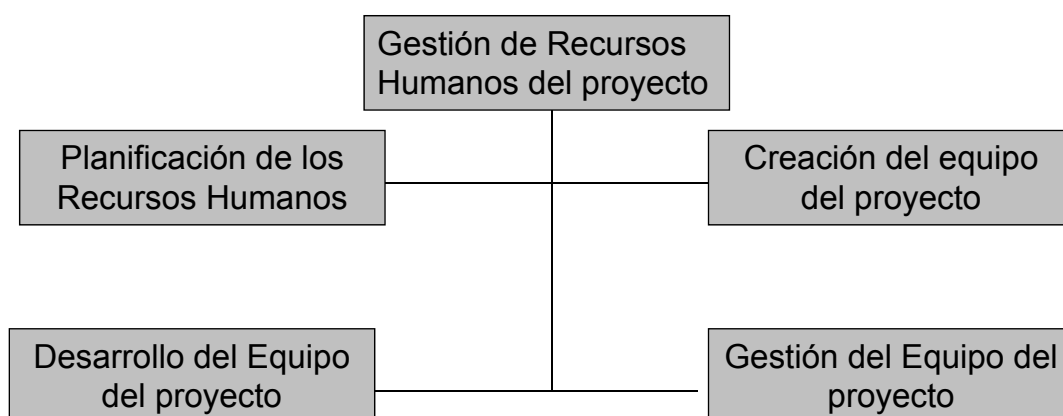 Gestión de Recursos
Humanos del proyecto
Planificación de los
Recursos Humanos
Creación del equipo
del proyecto
Desarrollo del Equipo
del proyecto
Gestión del Equipo del
proyecto